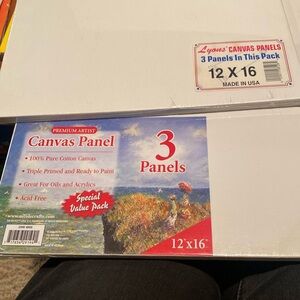 Lyons' CANVAS PANELS
3 Panels In This Pack
12 X 16
MADE IN USA
PREMIUM ARTIST
Canvas Panel
• 100% Pure Cotton Canvas
• Triple Primed and Ready to Paint
• Great For Oils and Acrylics
• Acid Free
Special
Value Pack
3
Panels
12"x16"